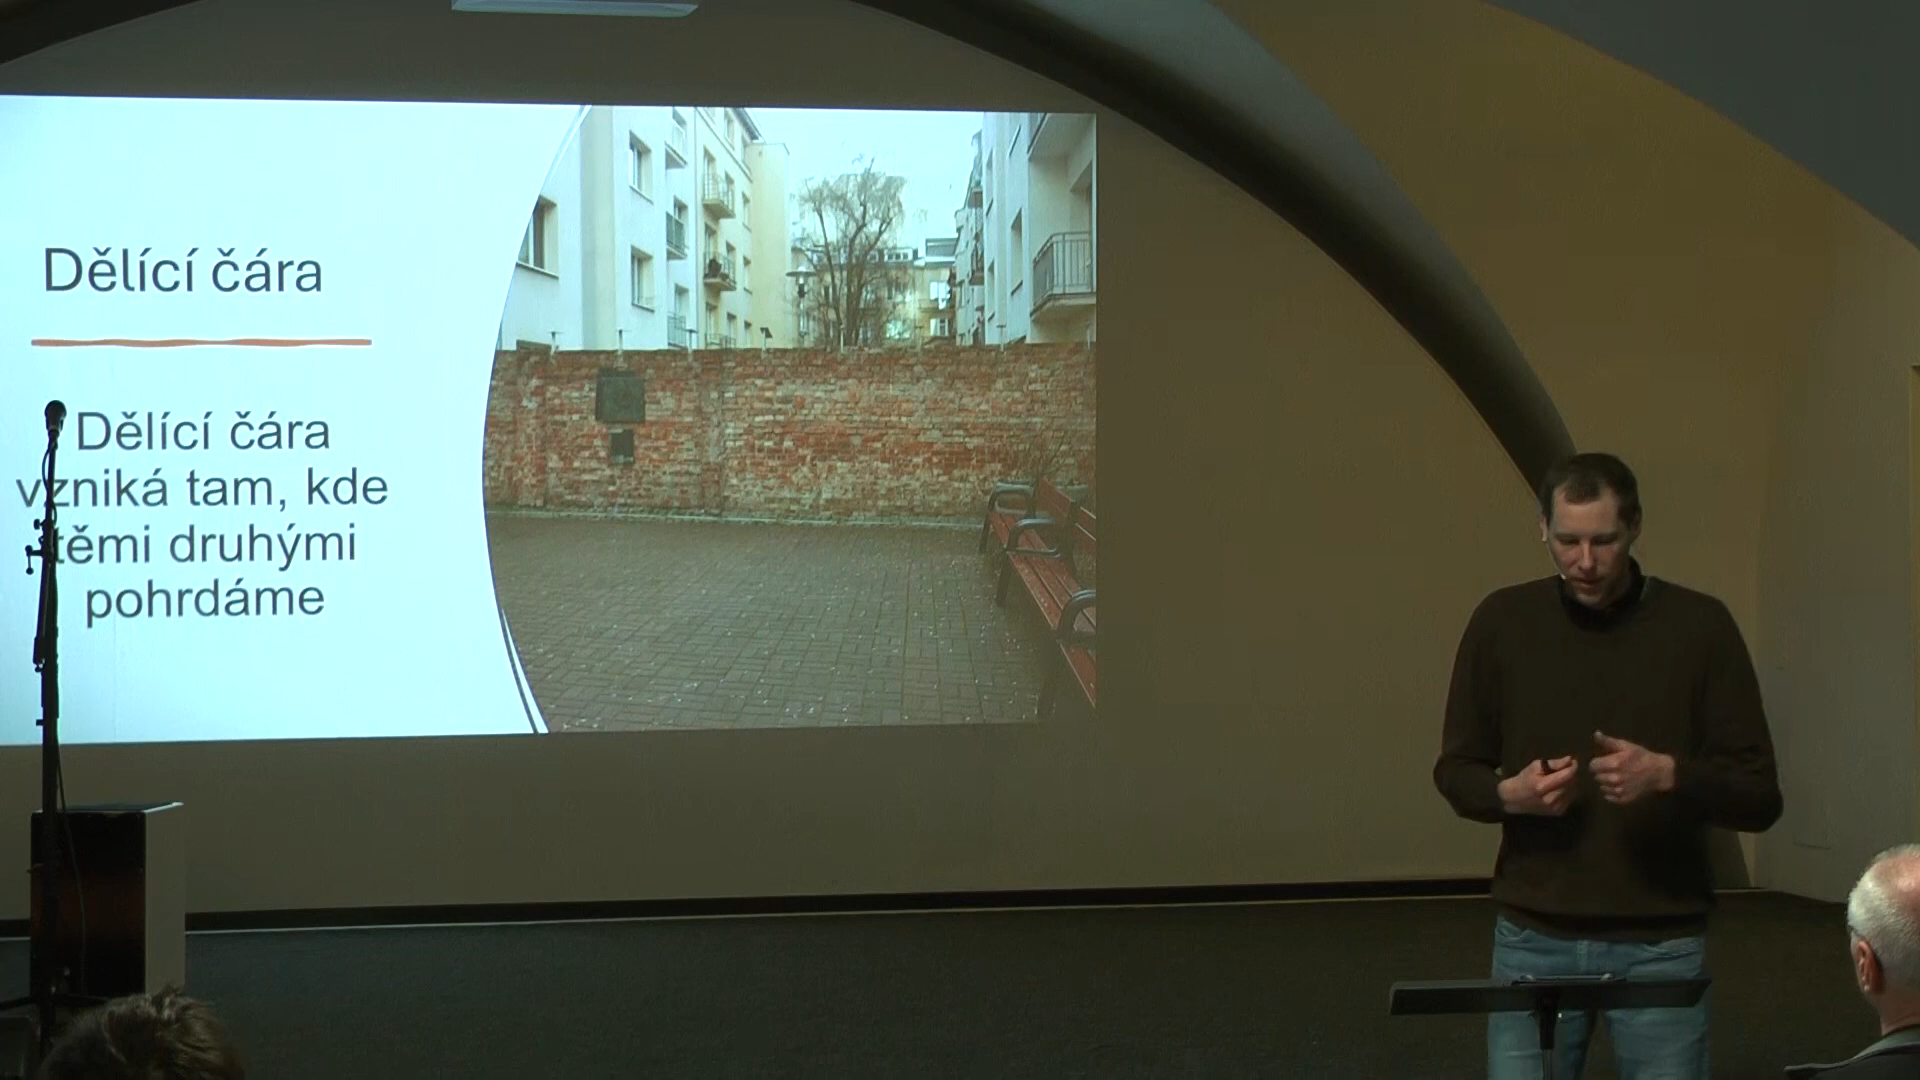 Dělící čára
Dělící čára
vzniká tam, kde
těmi druhými
pohrdáme